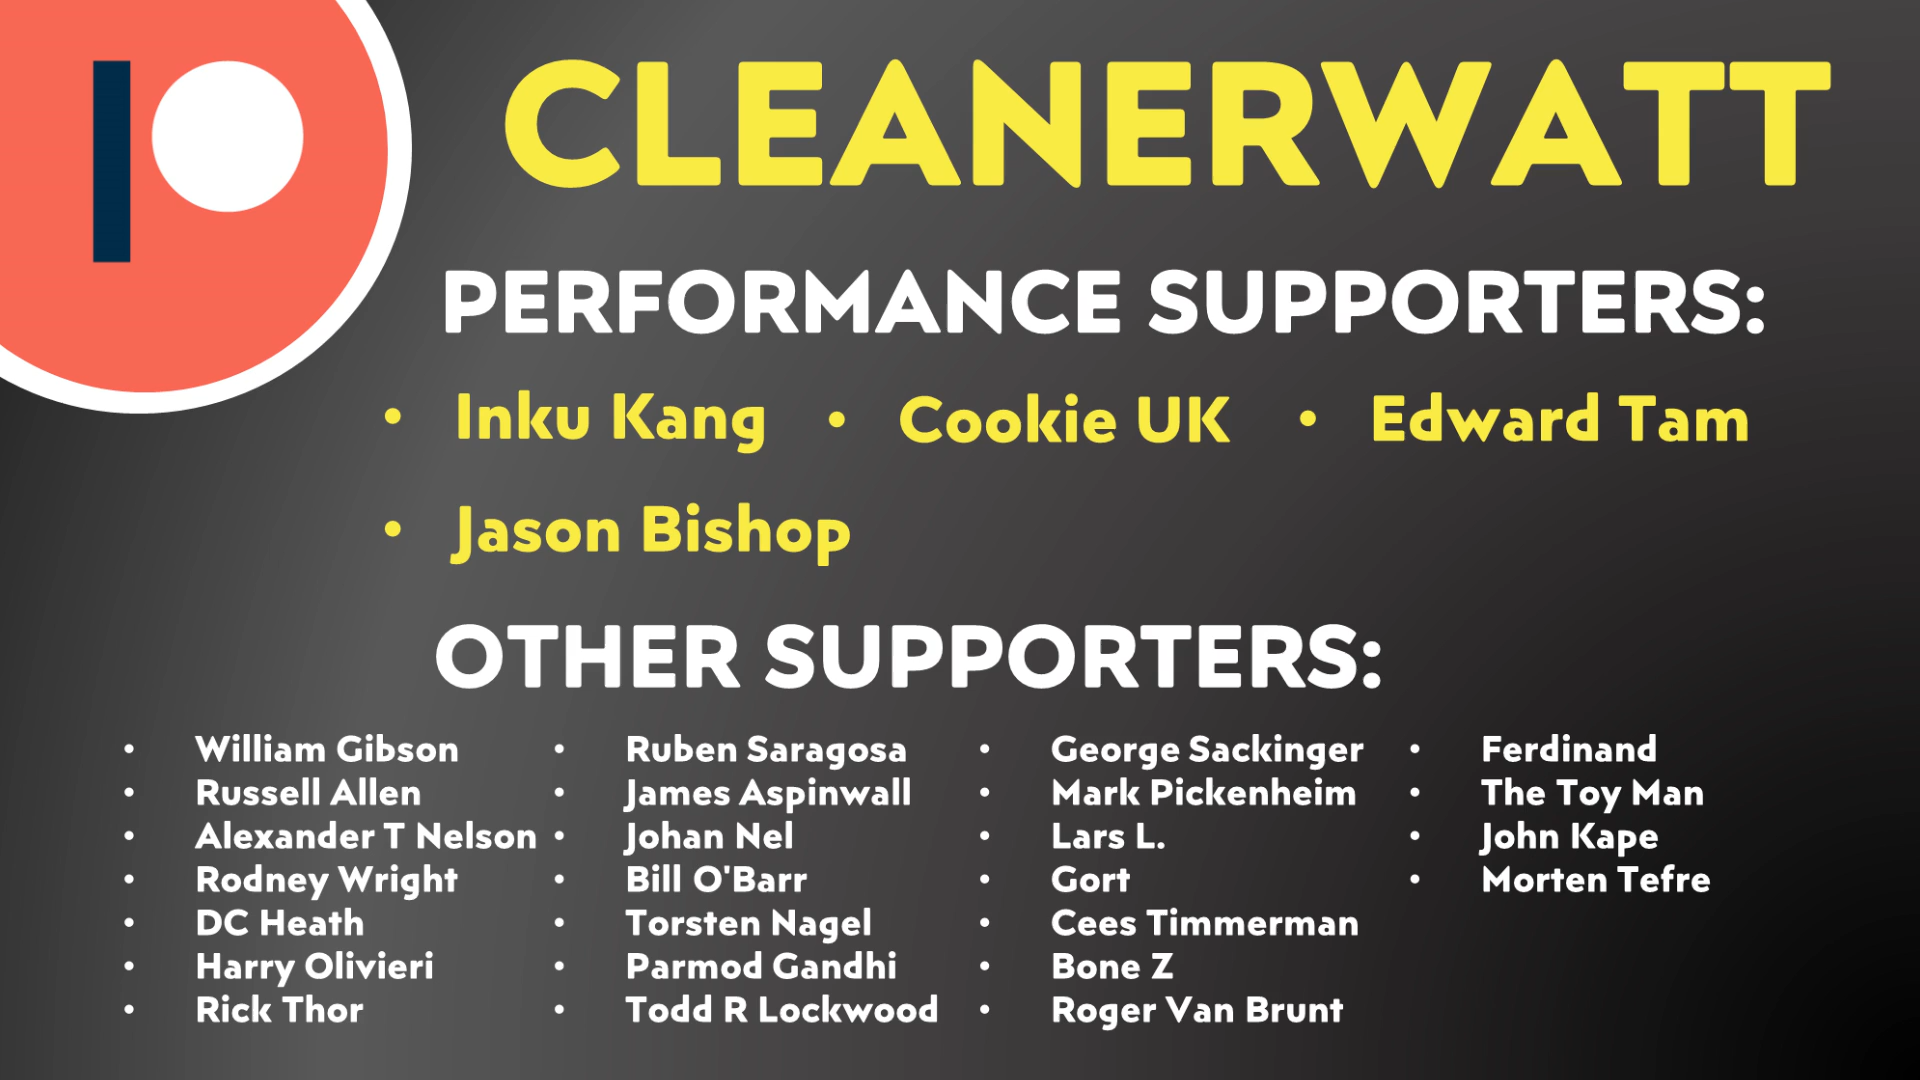 CLEANERWATT
PERFORMANCE SUPPORTERS:
• Inku Kang • Cookie UK • Edward Tam
• Jason Bishop
OTHER SUPPORTERS:
• William Gibson
• Russell Allen
• Alexander T Nelson
• Rodney Wright
• DC Heath
• Harry Olivieri
• Rick Thor
• Ruben Saragosa
• James Aspinwall
• Johan Nel
• Bill O'Barr
• Torsten Nagel
• Parmod Gandhi
• Todd R Lockwood
• George Sackinger
• Mark Pickenheim
• Lars L.
• Gort
• Cees Timmerman
• Bone Z
• Roger Van Brunt
• Ferdinand
• The Toy Man
• John Kape
• Morten Tefre